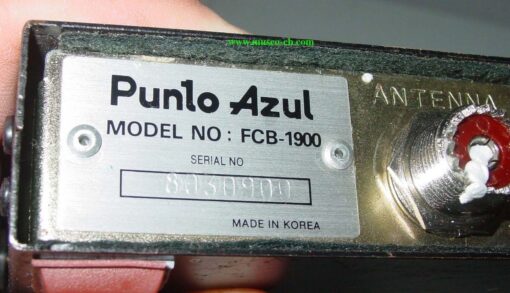 www.museo-cb.com
Punto Azul
MODEL NO : FCB-1900
SERIAL NO
8030900
MADE IN KOREA
ANTENNA